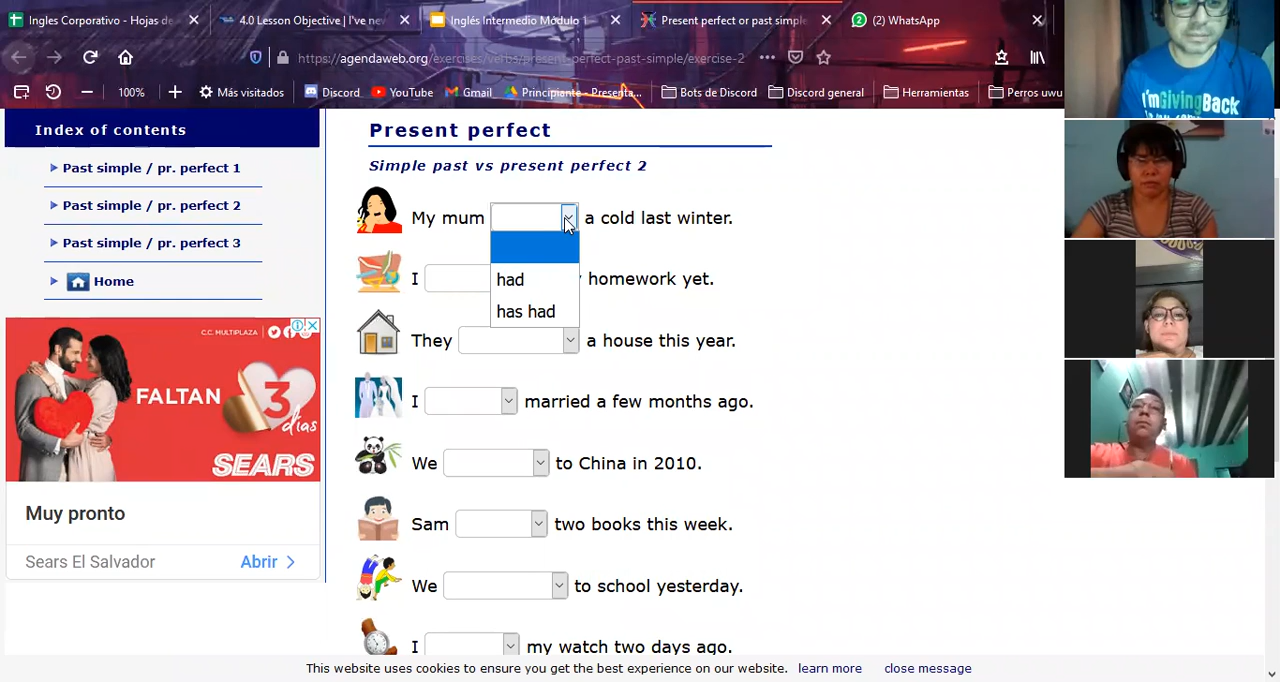 Ingles Corporativo - Hojas de
4.0 Lesson Objective | I've nev
Inglés Intermedio Módulo 1 -
Present perfect or past simple
(2) WhatsApp
https://agendaweb.org/exercises/verbs/present-perfect-past-simple/exercise-2
100%
Más visitados
Discord
YouTube
Gmail
Principiante - Presenta...
Bots de Discord
Discord general
Herramientas
Perros uwu
I'mGivingBack
Index of contents
Past simple / pr. perfect 1
Past simple / pr. perfect 2
Past simple / pr. perfect 3
Home
C.C. MULTIPLAZA
FALTAN 3 días
SEARS
Muy pronto
Sears El Salvador
Abrir
Present perfect
Simple past vs present perfect 2
My mum a cold last winter.
had
has had
I homework yet.
They a house this year.
I married a few months ago.
We to China in 2010.
Sam two books this week.
We to school yesterday.
I my watch two days ago.
This website uses cookies to ensure you get the best experience on our website. learn more close message